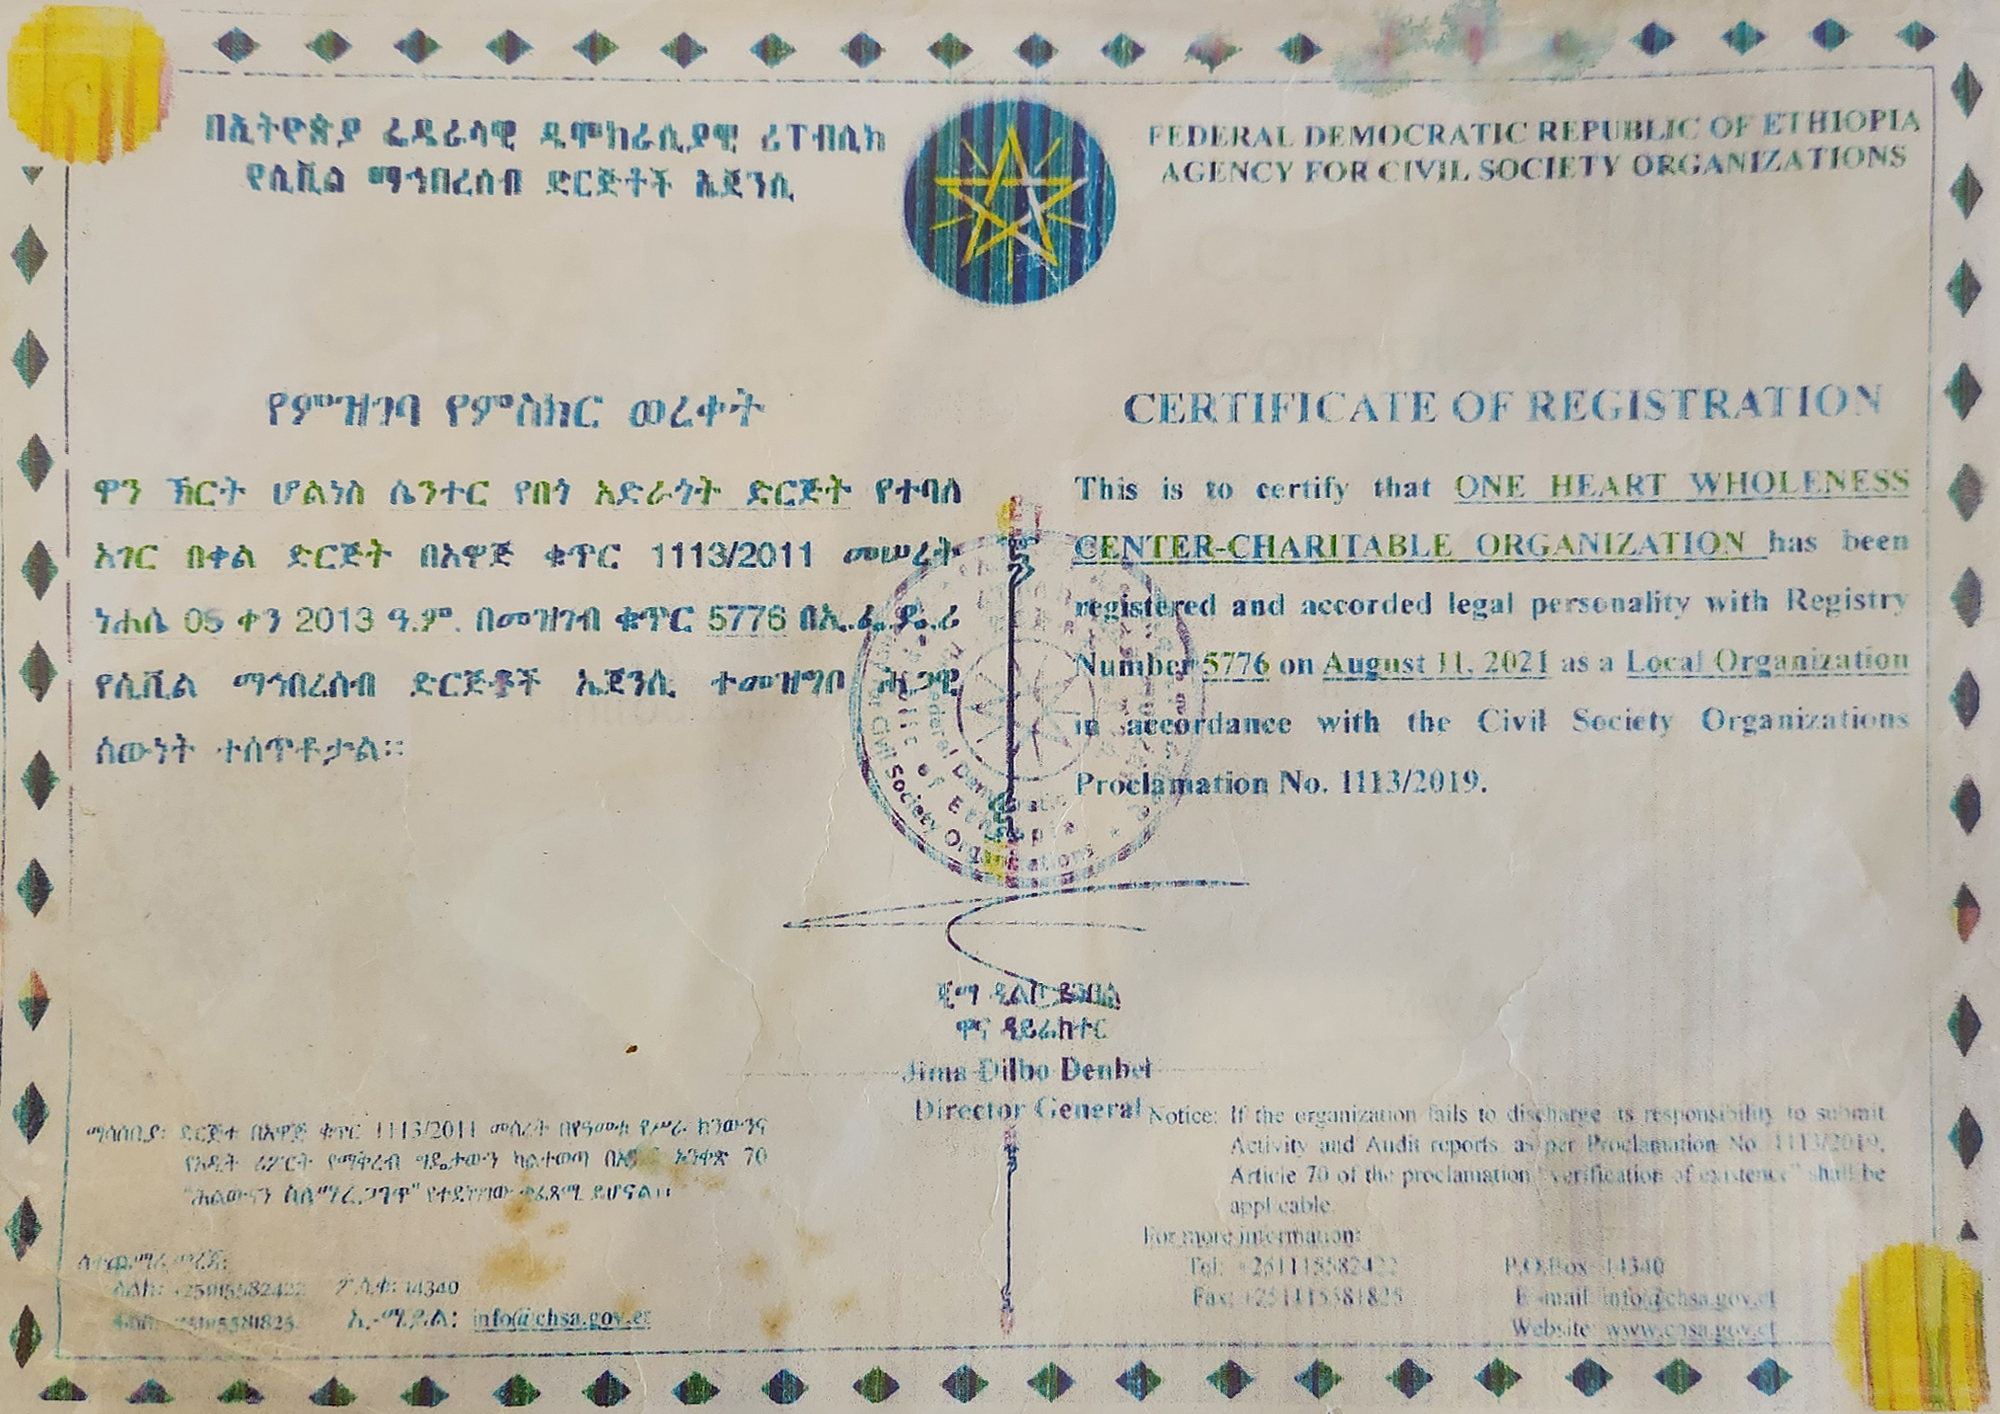 በኢትዮጵያ ፌዴራላዊ ዲሞክራሲያዊ ሪፐብሊክ
የሲቪል ማኅበረሰብ ድርጅቶች ኤጀንሲ
FEDERAL DEMOCRATIC REPUBLIC OF ETHIOPIA
AGENCY FOR CIVIL SOCIETY ORGANIZATIONS
የምዝገባ የምስክር ወረቀት
ዋን ኸርት ሆልነስ ሴንተር የበጎ አድራጎት ድርጅት የተባለ
አገር በቀል ድርጅት በአዋጅ ቁጥር 1113/2011 መሠረት
ነሐሴ 05 ቀን 2013 ዓ.ም. በመዝገብ ቁጥር 5776 በኢ.ፌ.ዲ.ሪ
የሲቪል ማኅበረሰብ ድርጅቶች ኤጀንሲ ተመዝግቦ ሕጋዊ
ሰውነት ተሰጥቶታል።
CERTIFICATE OF REGISTRATION
This is to certify that ONE HEART WHOLENESS
CENTER-CHARITABLE ORGANIZATION has been
registered and accorded legal personality with Registry
Number 5776 on August 11, 2021 as a Local Organization
in accordance with the Civil Society Organizations
Proclamation No. 1113/2019.
Civil Society Organizations
ጂማ ዲልቦ ደንበል
ዋና ዳይሬክተር
Jima Dilbo Denbel
Director General
ማሳሰቢያ: ድርጅቱ በአዋጅ ቁጥር 1113/2011 መሰረት በየዓመቱ የሥራ ክንውንና
የኦዲት ሪፖርት የማቅረብ ግዴታውን ካልተወጣ አንቀጽ 70
"ሕልውናን ስለማረጋገጥ" የተደነገገው ተፈጻሚ ይሆናል።
ለተጨማሪ መረጃ:
ስልክ: +251115582422 ፖ.ሳ.ቁ: 14340
ፋክስ: +251115581825 ኢ-ሜይል: info@chsa.gov.et
Notice: If the organization fails to discharge its responsibility to submit
Activity and Audit reports, as per Proclamation No. 1113/2019,
Article 70 of the proclamation "verification of existence" shall be
applicable.
For more information:
Tel: +251115582422 P.O.Box 14340
Fax: +251115581825 E-mail info@chsa.gov.et
Website www.chsa.gov.et